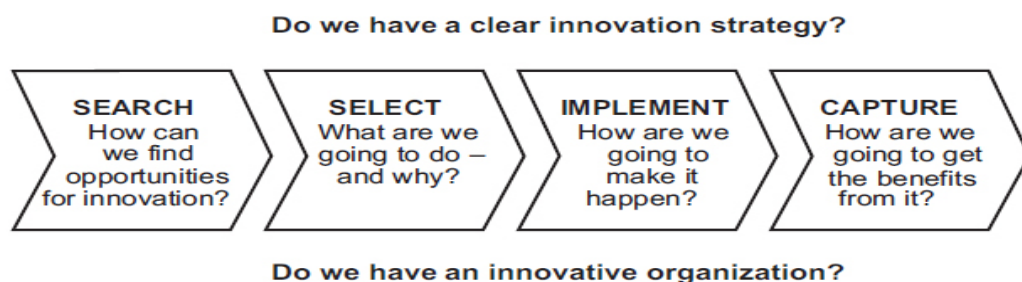 Do we have a clear innovation strategy?
SEARCH
How can
we find
opportunities
for innovation?
SELECT
What are we
going to do –
and why?
IMPLEMENT
How are we
going to
make it
happen?
CAPTURE
How are we
going to get
the benefits
from it?
Do we have an innovative organization?